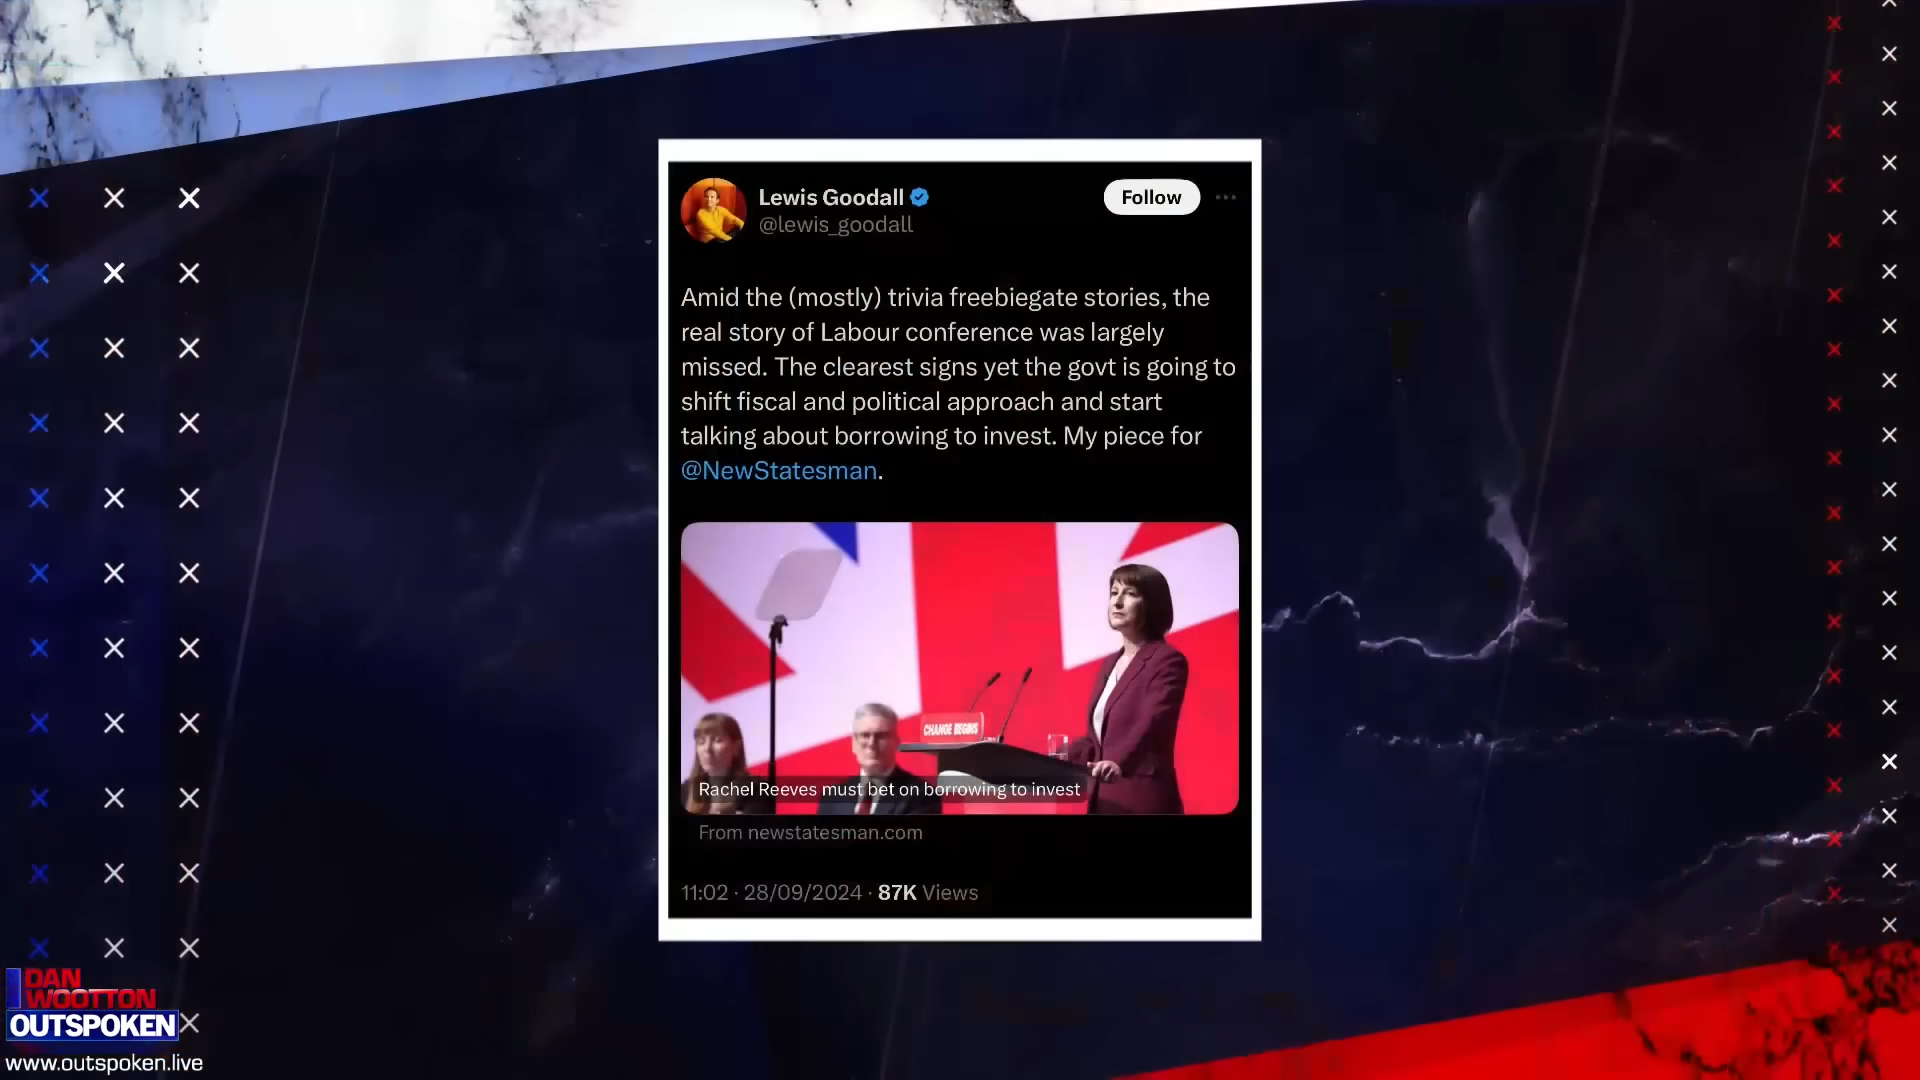 Lewis Goodall
@lewis_goodall
Follow
Amid the (mostly) trivia freebiegate stories, the
real story of Labour conference was largely
missed. The clearest signs yet the govt is going to
shift fiscal and political approach and start
talking about borrowing to invest. My piece for
@NewStatesman.
CHANGE BEGINS
Rachel Reeves must bet on borrowing to invest
From newstatesman.com
11:02 · 28/09/2024 · 87K Views
DAN
WOOTTON
OUTSPOKEN
www.outspoken.live